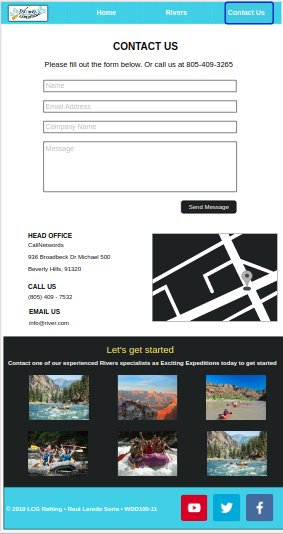 Home
Rivers
Contact Us
CONTACT US
Please fill out the form below. Or call us at 805-409-3265
Name
Email Address
Company Name
Message
Send Message
HEAD OFFICE
CaliNetwords
936 Broadbeck Dr Michael 500
Beverly Hills, 91320
CALL US
(805) 409 - 7532
EMAIL US
info@river.com
Let's get started
Contact one of our experienced Rivers specialists as Exciting Expeditions today to get started
© 2019 LCG Rafting • Raul Laredo Soria • WDD190-11